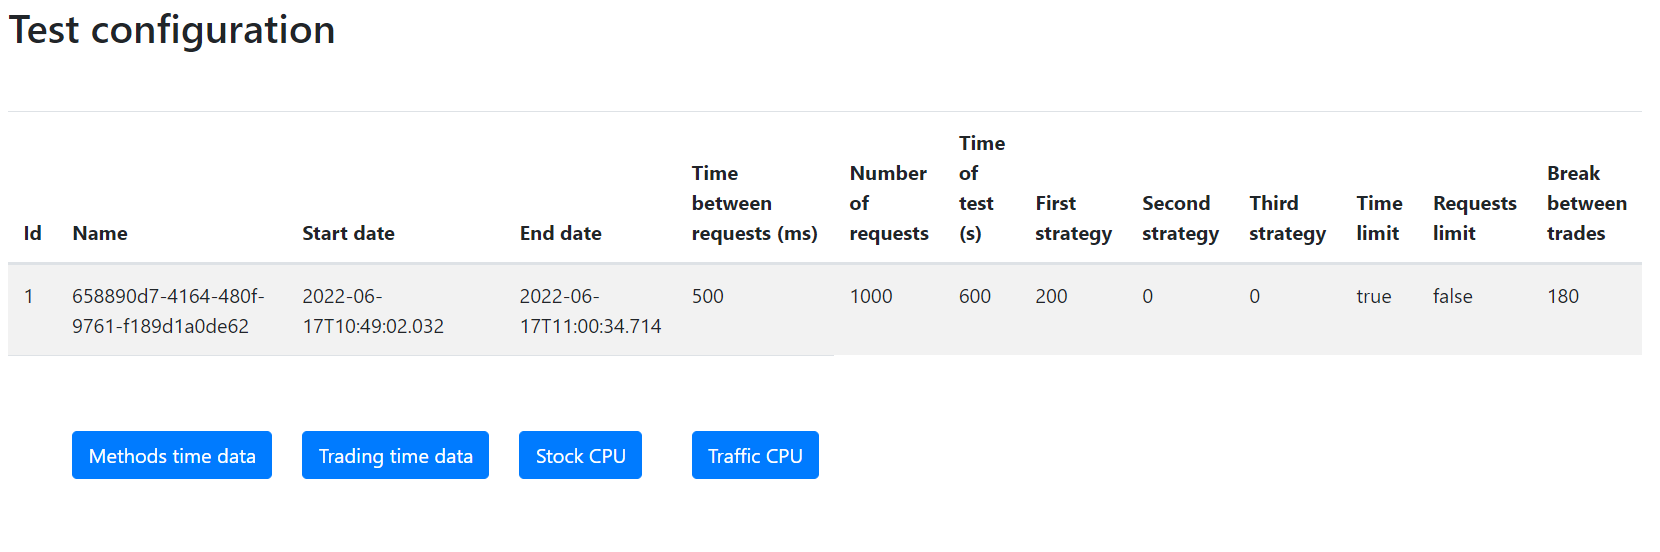 Test configuration
Id Name Start date End date Time between requests (ms) Number of requests Time of test (s) First strategy Second strategy Third strategy Time limit Requests limit Break between trades
1 658890d7-4164-480f-9761-f189d1a0de62 2022-06-17T10:49:02.032 2022-06-17T11:00:34.714 500 1000 600 200 0 0 true false 180
Methods time data Trading time data Stock CPU Traffic CPU